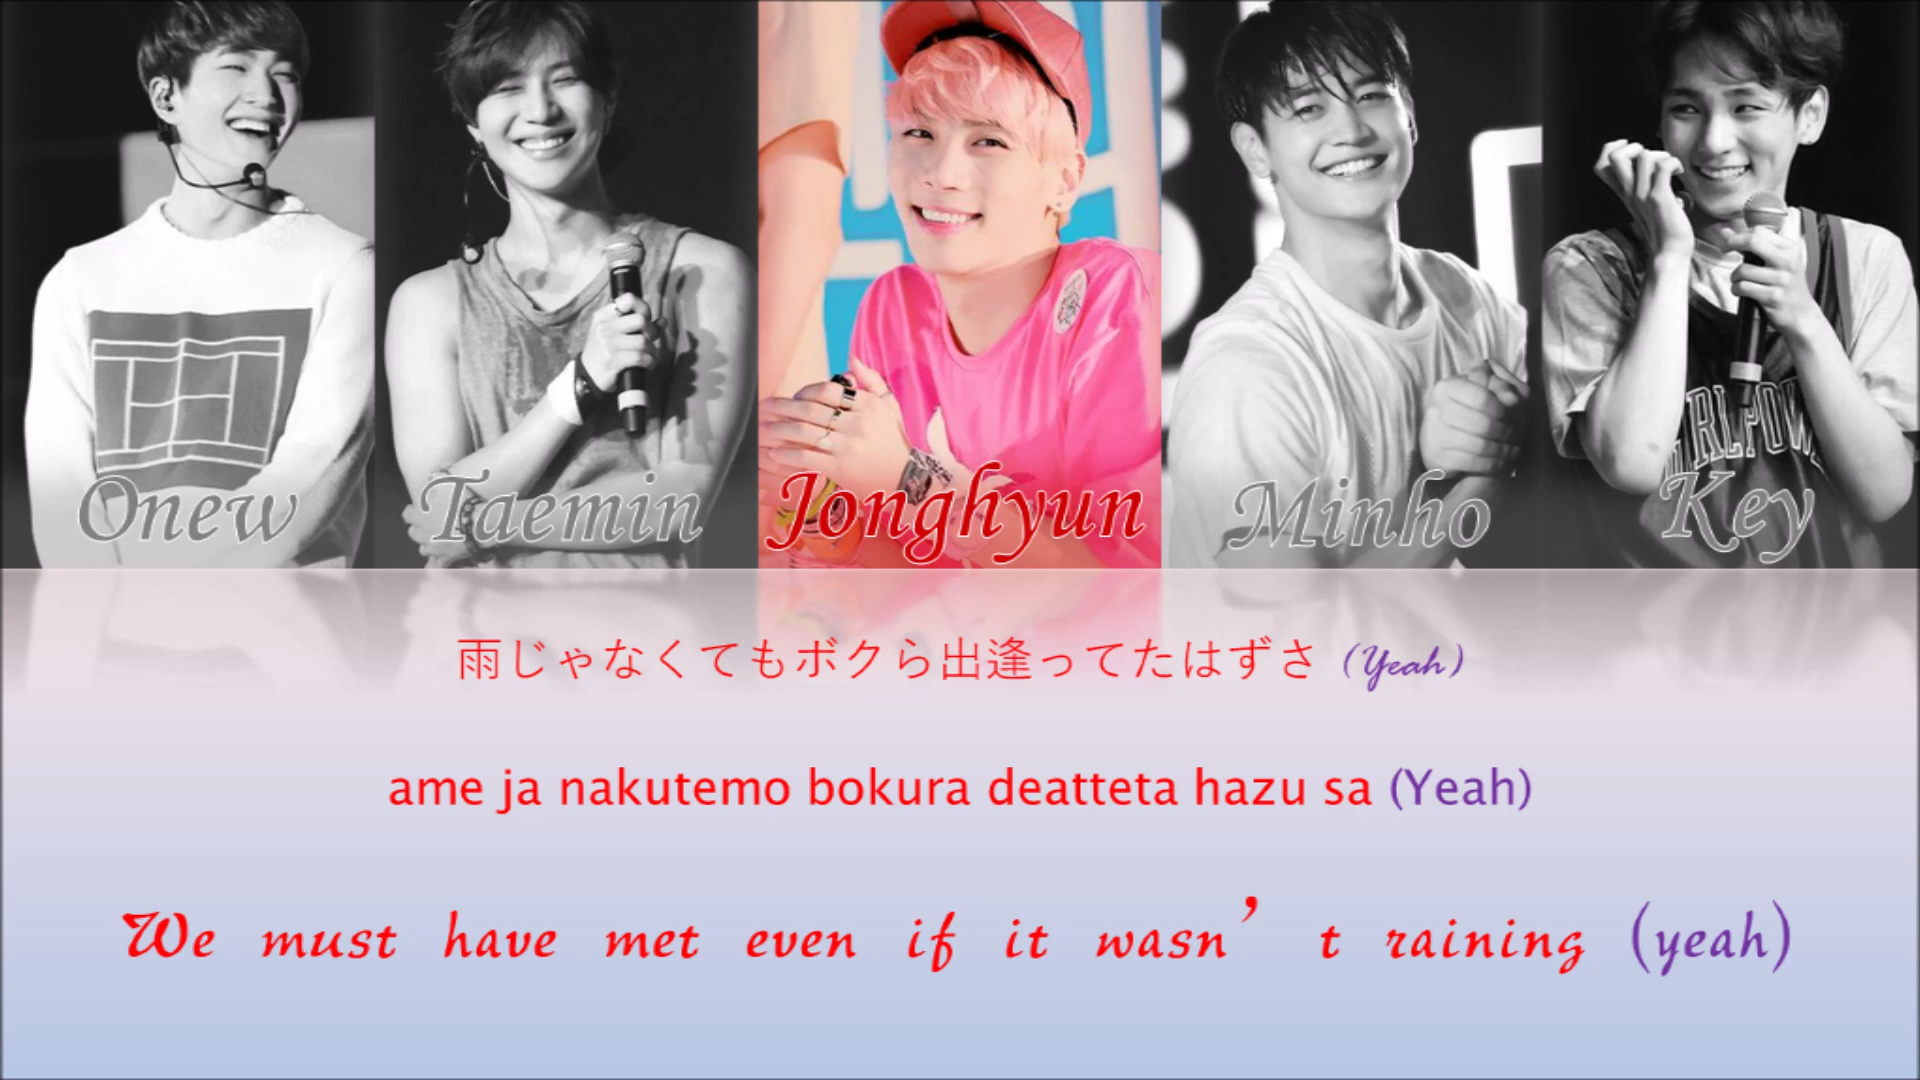 Onew Taemin Jonghyun Minho Key
雨じゃなくてもボクら出逢ってたはずさ (Yeah)
ame ja nakutemo bokura deatteta hazu sa (Yeah)
We must have met even if it wasn’t raining (yeah)